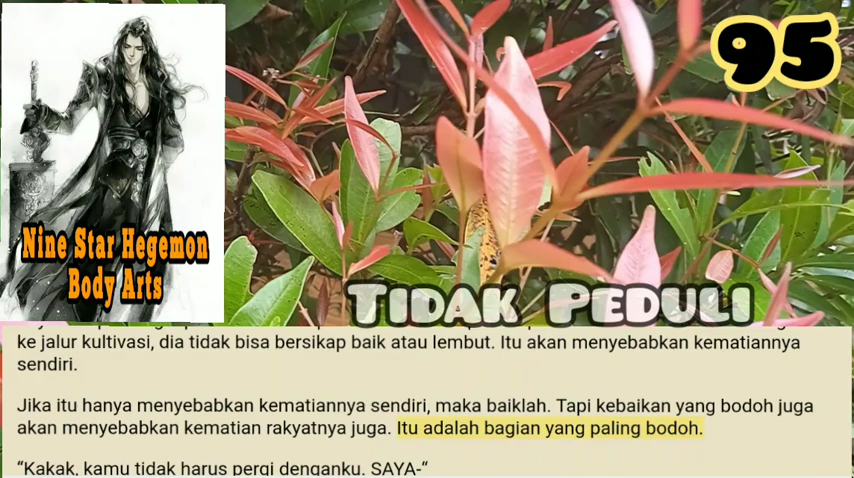 95
Nine Star Hegemon
Body Arts
TIDAK PEDULI
ke jalur kultivasi, dia tidak bisa bersikap baik atau lembut. Itu akan menyebabkan kematiannya
sendiri.
Jika itu hanya menyebabkan kematiannya sendiri, maka baiklah. Tapi kebaikan yang bodoh juga
akan menyebabkan kematian rakyatnya juga. Itu adalah bagian yang paling bodoh.
“Kakak, kamu tidak harus pergi denganku. SAYA-“